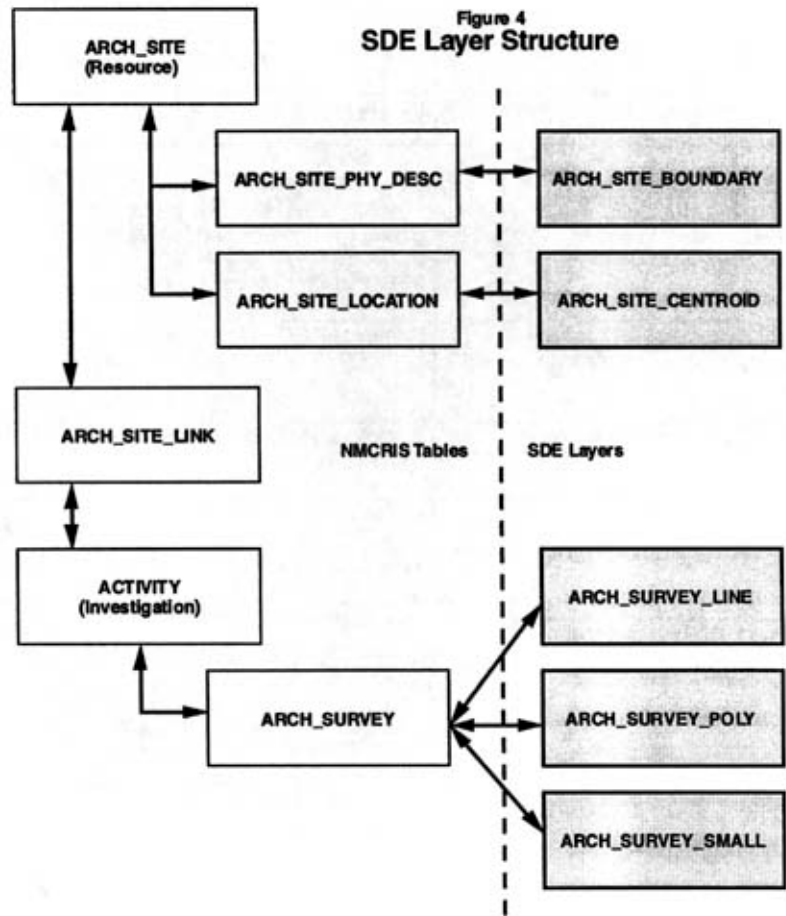 Figure 4
SDE Layer Structure
ARCH_SITE
(Resource)
ARCH_SITE_PHY_DESC
ARCH_SITE_BOUNDARY
ARCH_SITE_LOCATION
ARCH_SITE_CENTROID
ARCH_SITE_LINK
NMCRIS Tables
SDE Layers
ACTIVITY
(Investigation)
ARCH_SURVEY_LINE
ARCH_SURVEY
ARCH_SURVEY_POLY
ARCH_SURVEY_SMALL